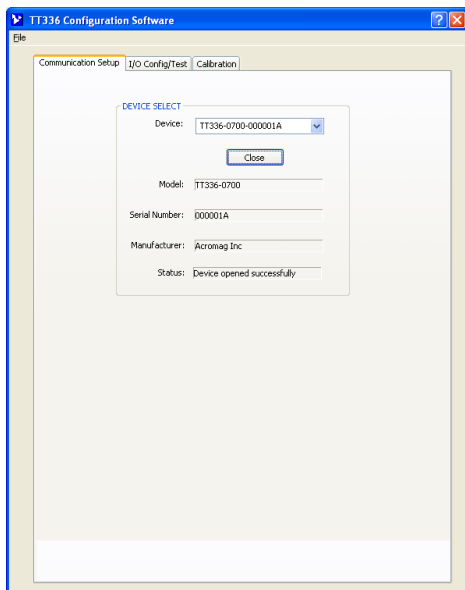 TT336 Configuration Software
File
Communication Setup I/O Config/Test Calibration
DEVICE SELECT
Device: TT336-0700-000001A
Close
Model: TT336-0700
Serial Number: 000001A
Manufacturer: Acromag Inc
Status: Device opened successfully